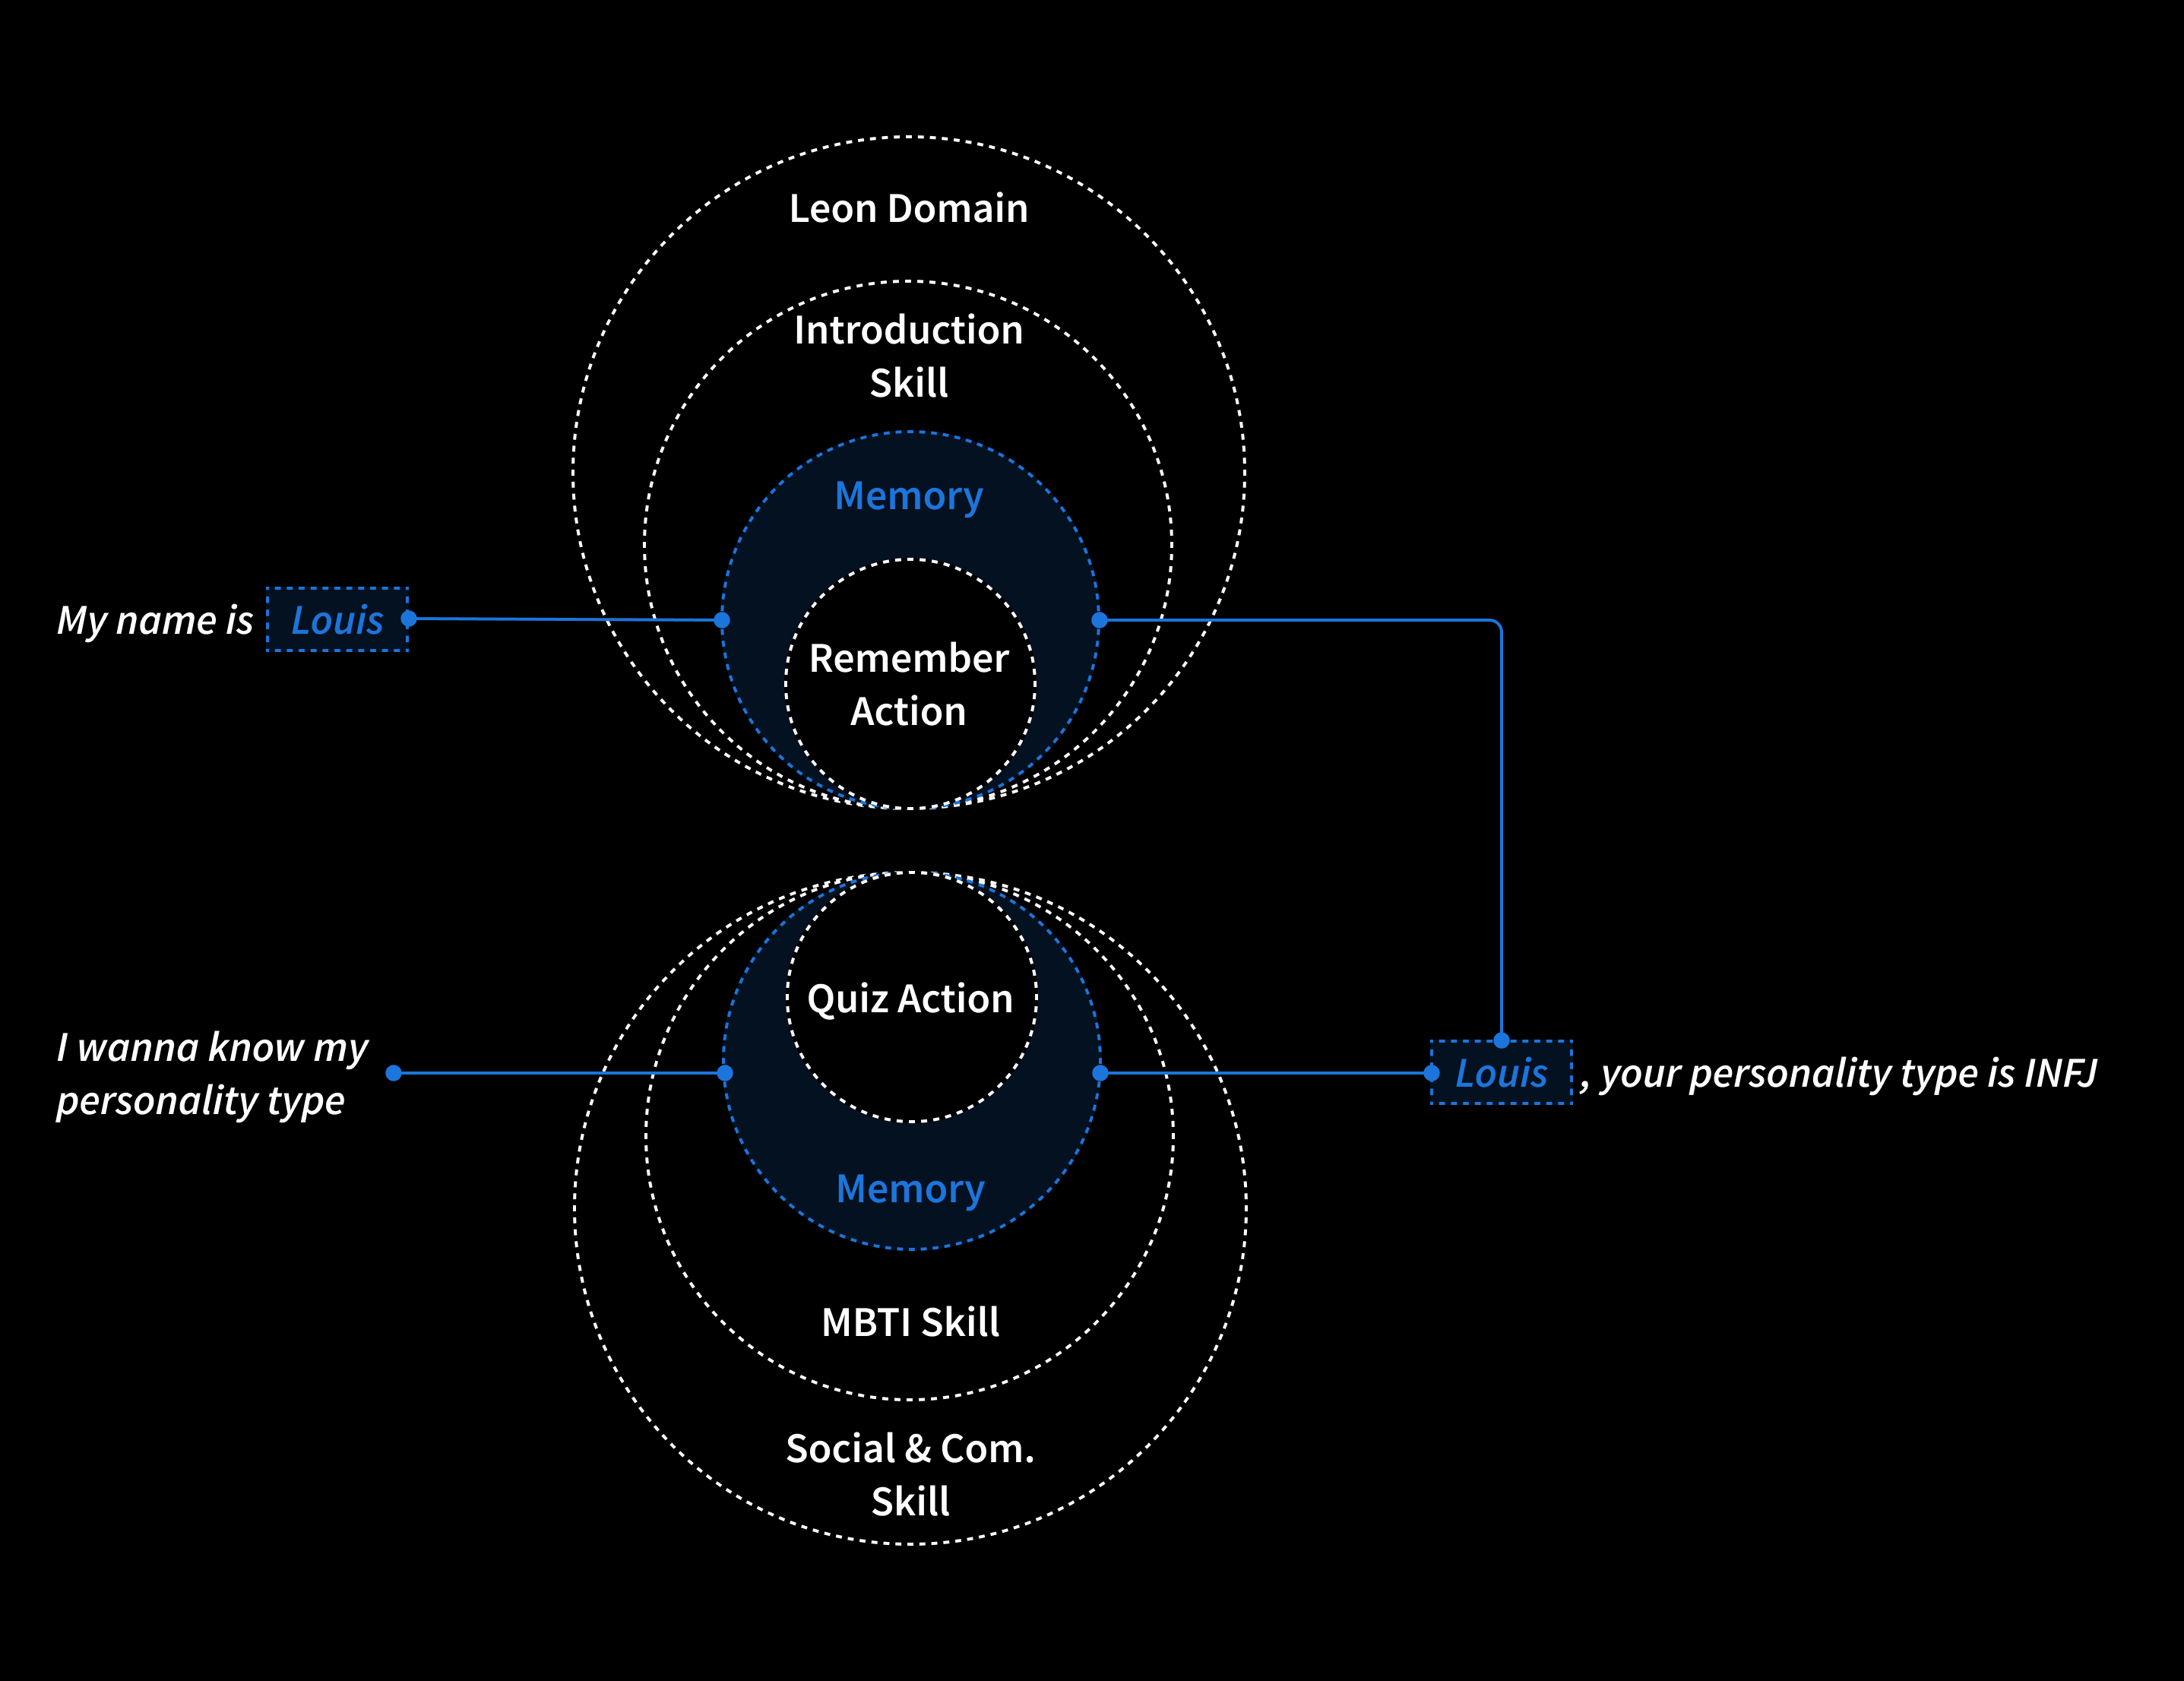 Leon Domain
Introduction
Skill
Memory
My name is Louis
Remember
Action
Quiz Action
I wanna know my
personality type
Louis , your personality type is INFJ
Memory
MBTI Skill
Social & Com.
Skill